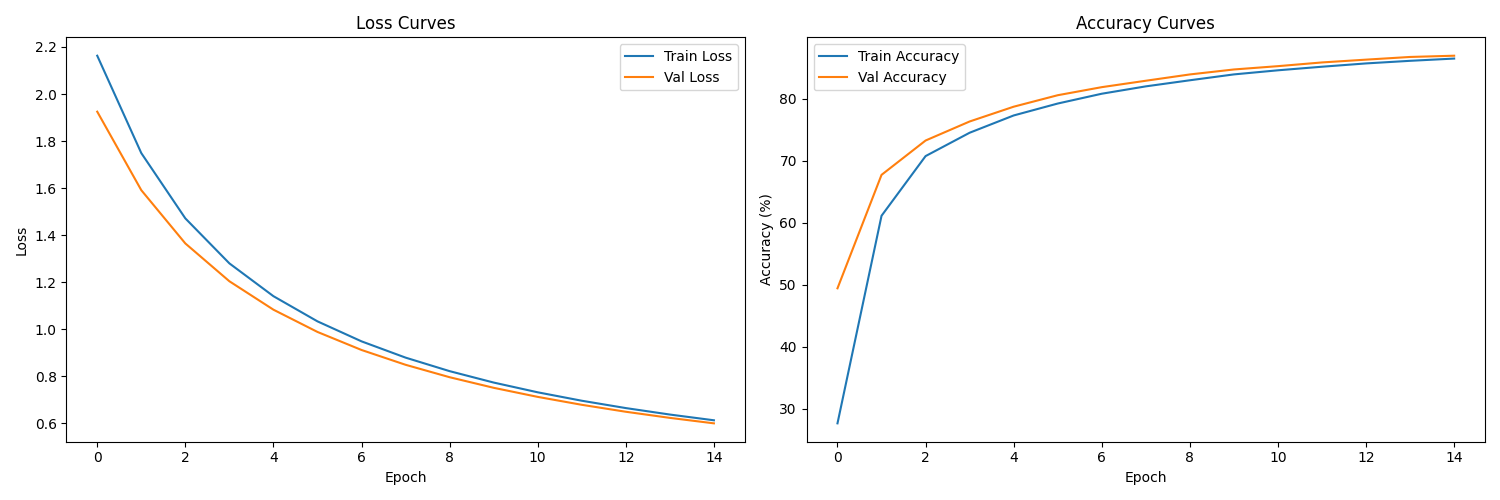 Loss Curves
Train Loss
Val Loss
2.2
2.0
1.8
1.6
1.4
1.2
1.0
0.8
0.6
Loss
0 2 4 6 8 10 12 14
Epoch
Accuracy Curves
Train Accuracy
Val Accuracy
80
70
60
50
40
30
Accuracy (%)
0 2 4 6 8 10 12 14
Epoch